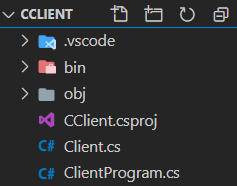 CCLIENT
.vscode
bin
obj
CClient.csproj
C# Client.cs
C# ClientProgram.cs